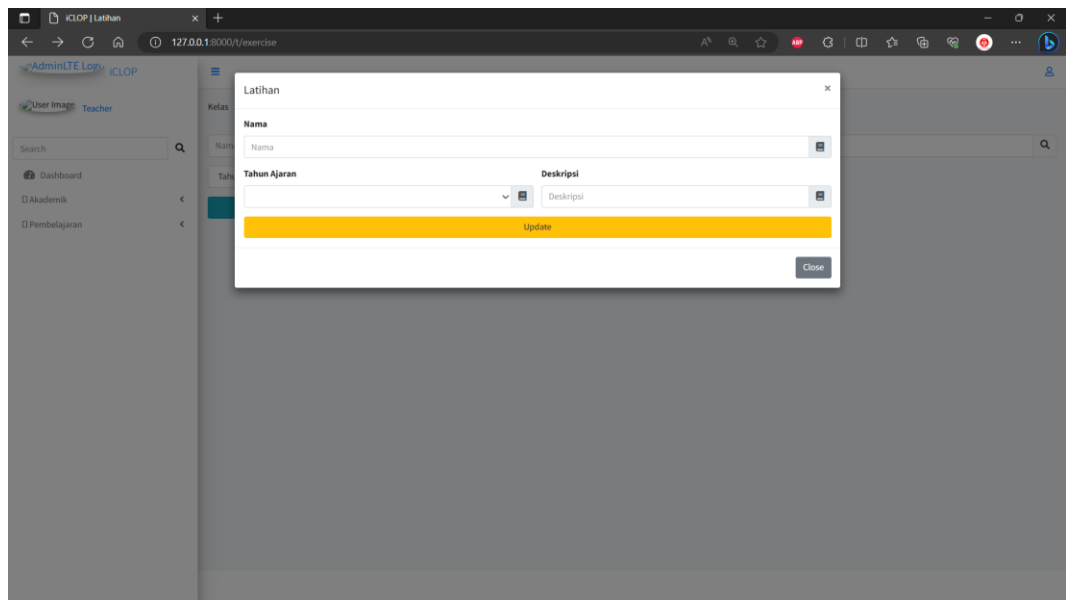 iCLOP | Latihan
127.0.0.1:8000/t/exercise
ABP
AdminLTE Logo iCLOP
User Image Teacher
Search
Dashboard
Akademik
Pembelajaran
Kelas
Latihan
Nama
Nama
Tahun Ajaran Deskripsi
Deskripsi
Update
Close